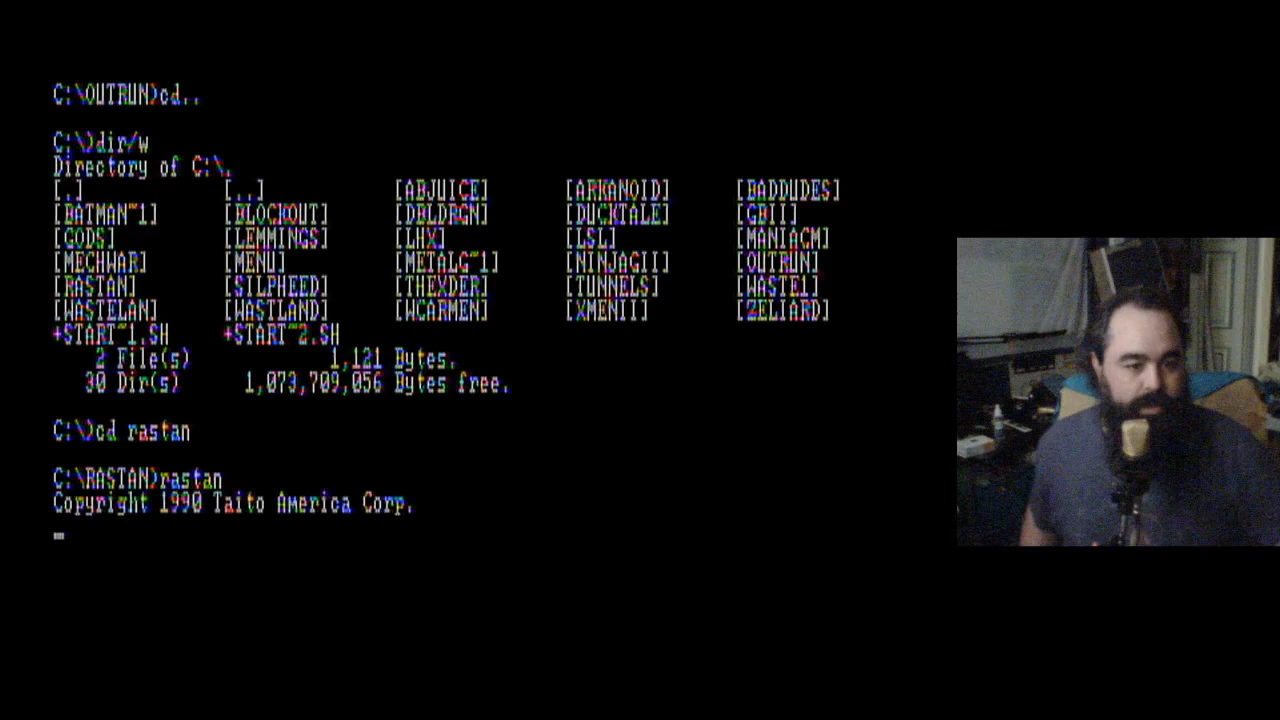 C:\OUTRUN>cd..
C:\>dir/w
Directory of C:\.
[.] [..] [ABJUICE] [ARKANOID] [BADDUDES]
[BATMAN~1] [BLOCKOUT] [DBLDRGN] [DUCKTALE] [GBII]
[GODS] [LEMMINGS] [LHX] [LSL] [MANIACM]
[MECHWAR] [MENU] [METALG~1] [NINJAGII] [OUTRUN]
[RASTAN] [SILPHEED] [THEXDER] [TUNNELS] [WASTE1]
[WASTELAN] [WASTLAND] [WCARMEN] [XMENII] [ZELIARD]
+START~1.SH +START~2.SH
2 File(s) 1,121 Bytes.
30 Dir(s) 1,073,709,056 Bytes free.
C:\>cd rastan
C:\RASTAN>rastan
Copyright 1990 Taito America Corp.